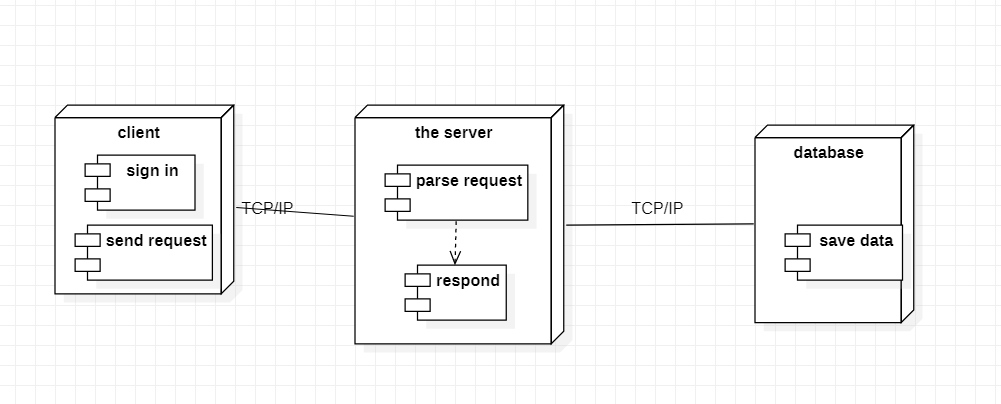 client
sign in
send request
TCP/IP
the server
parse request
respond
TCP/IP
database
save data